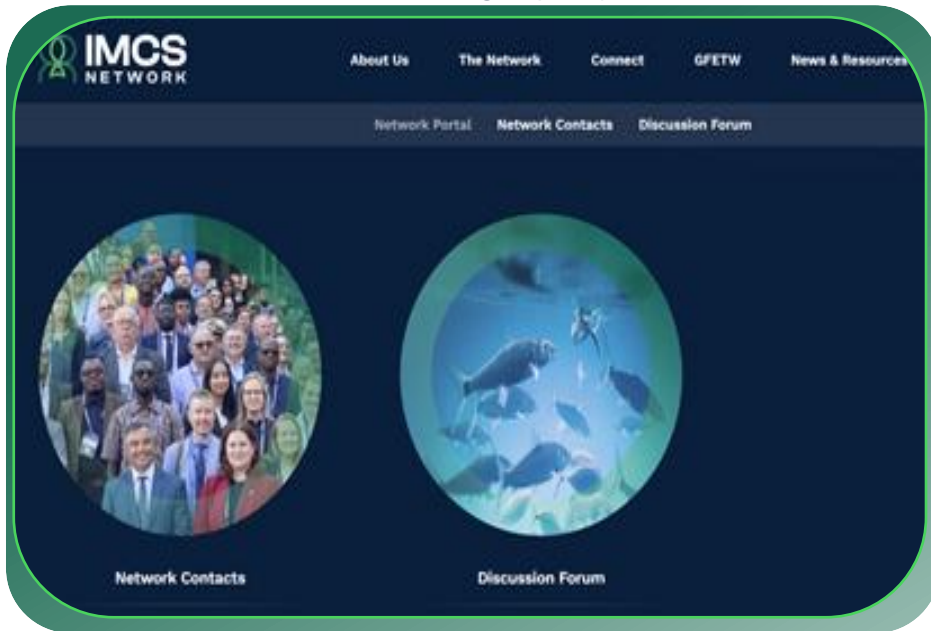 IMCS
NETWORK
About Us The Network Connect GFETW News & Resources
Network Portal Network Contacts Discussion Forum
Network Contacts
Discussion Forum